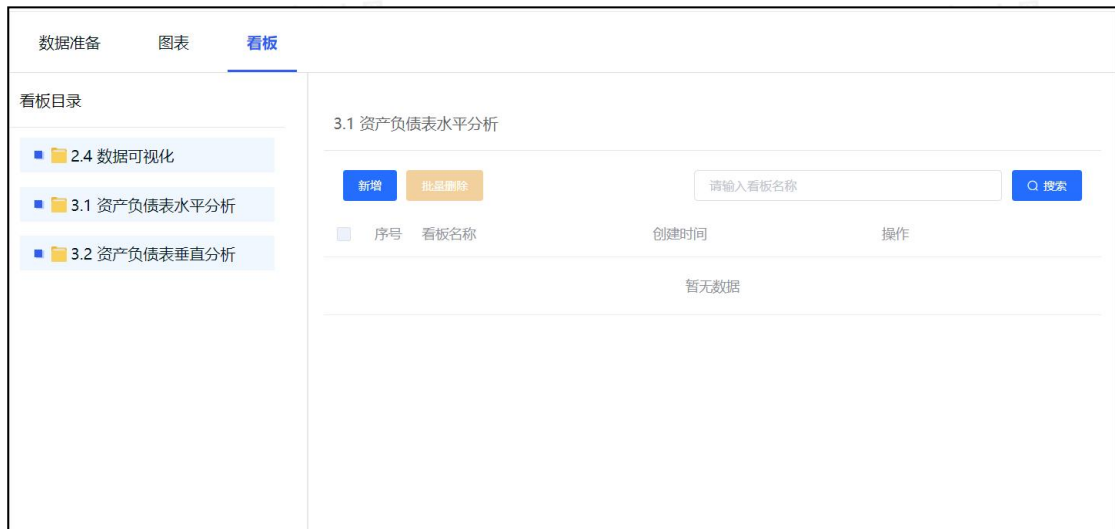 数据准备 图表 看板
看板目录
2.4 数据可视化
3.1 资产负债表水平分析
3.2 资产负债表垂直分析
3.1 资产负债表水平分析
新增 批量删除 请输入看板名称 搜索
序号 看板名称 创建时间 操作
暂无数据